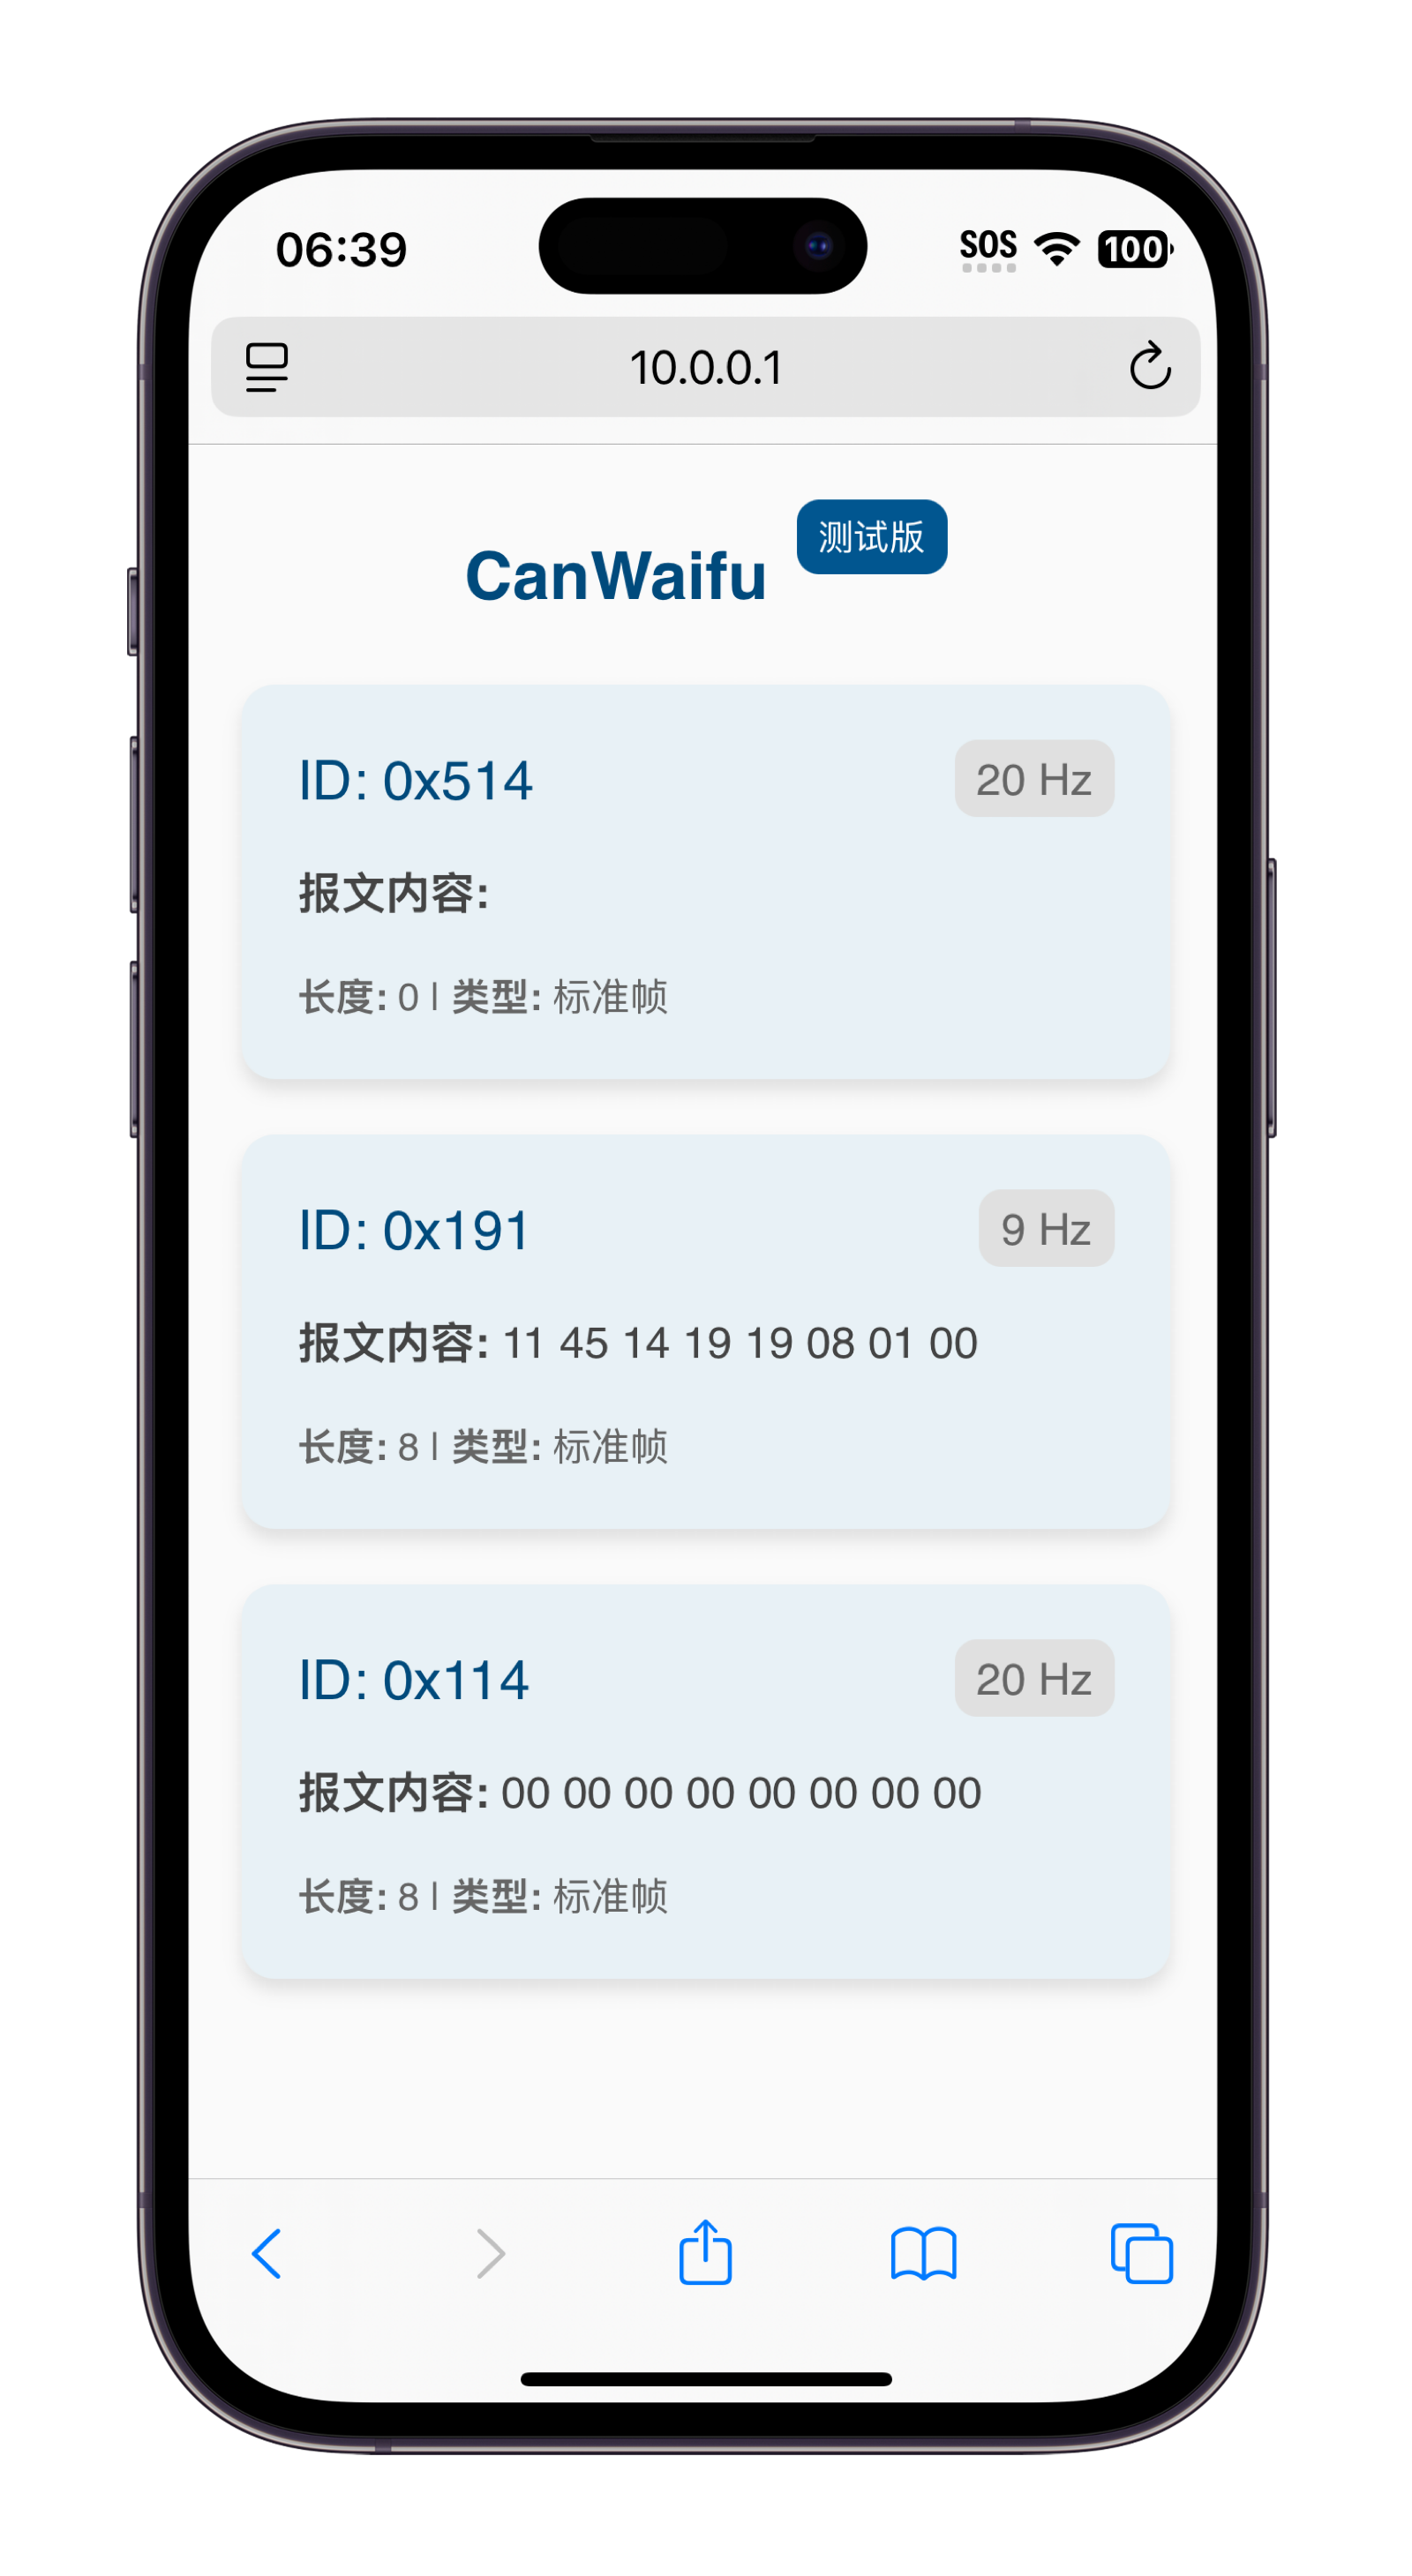 06:39
SOS
100
10.0.0.1
CanWaifu 测试版
ID: 0x514 20 Hz
报文内容:
长度: 0 | 类型: 标准帧
ID: 0x191 9 Hz
报文内容: 11 45 14 19 19 08 01 00
长度: 8 | 类型: 标准帧
ID: 0x114 20 Hz
报文内容: 00 00 00 00 00 00 00 00
长度: 8 | 类型: 标准帧